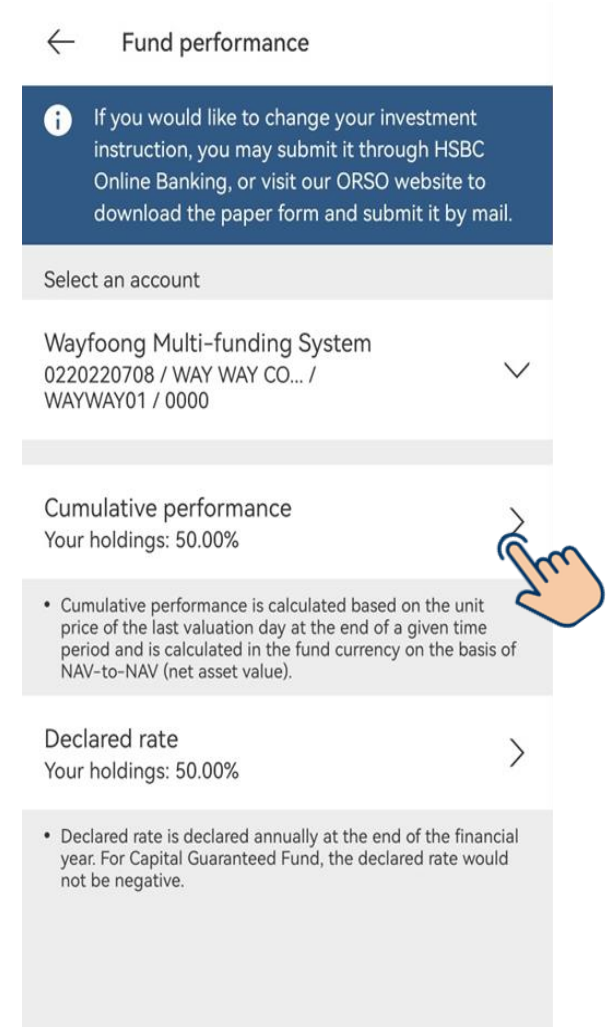 Fund performance
If you would like to change your investment
instruction, you may submit it through HSBC
Online Banking, or visit our ORSO website to
download the paper form and submit it by mail.
Select an account
Wayfoong Multi-funding System
0220220708 / WAY WAY CO... /
WAYWAY01 / 0000
Cumulative performance
Your holdings: 50.00%
• Cumulative performance is calculated based on the unit
price of the last valuation day at the end of a given time
period and is calculated in the fund currency on the basis of
NAV-to-NAV (net asset value).
Declared rate
Your holdings: 50.00%
• Declared rate is declared annually at the end of the financial
year. For Capital Guaranteed Fund, the declared rate would
not be negative.